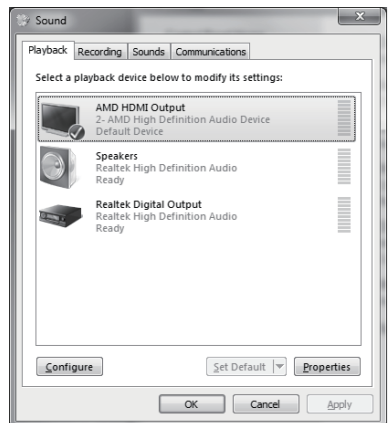 Sound
Playback Recording Sounds Communications
Select a playback device below to modify its settings:
AMD HDMI Output
2- AMD High Definition Audio Device
Default Device
Speakers
Realtek High Definition Audio
Ready
Realtek Digital Output
Realtek High Definition Audio
Ready
Configure Set Default Properties
OK Cancel Apply